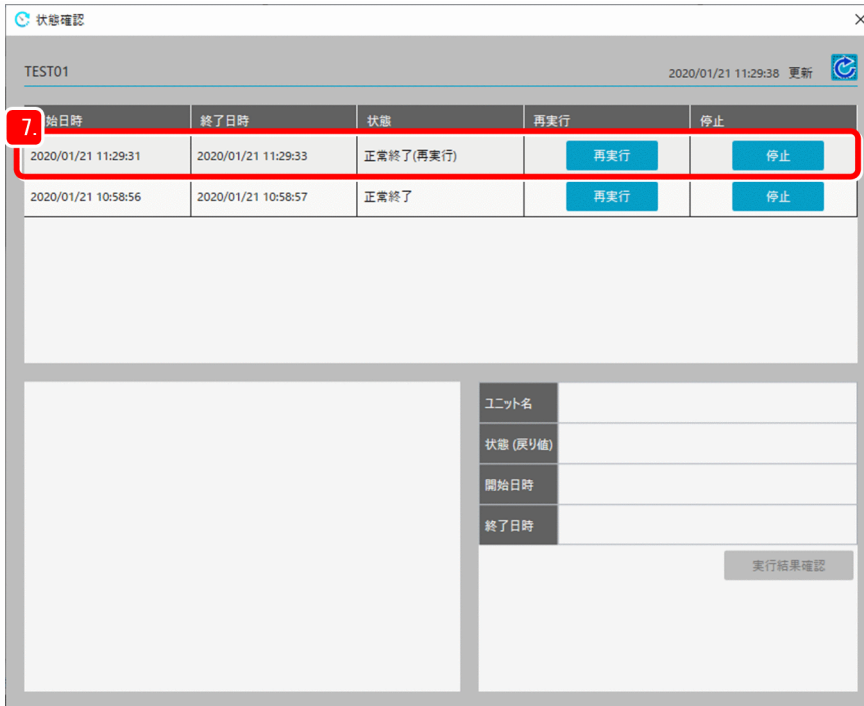 状態確認
TEST01
2020/01/21 11:29:38 更新
7.
始日時 終了日時 状態 再実行 停止
2020/01/21 11:29:31 2020/01/21 11:29:33 正常終了(再実行) 再実行 停止
2020/01/21 10:58:56 2020/01/21 10:58:57 正常終了 再実行 停止
ユニット名
状態 (戻り値)
開始日時
終了日時
実行結果確認